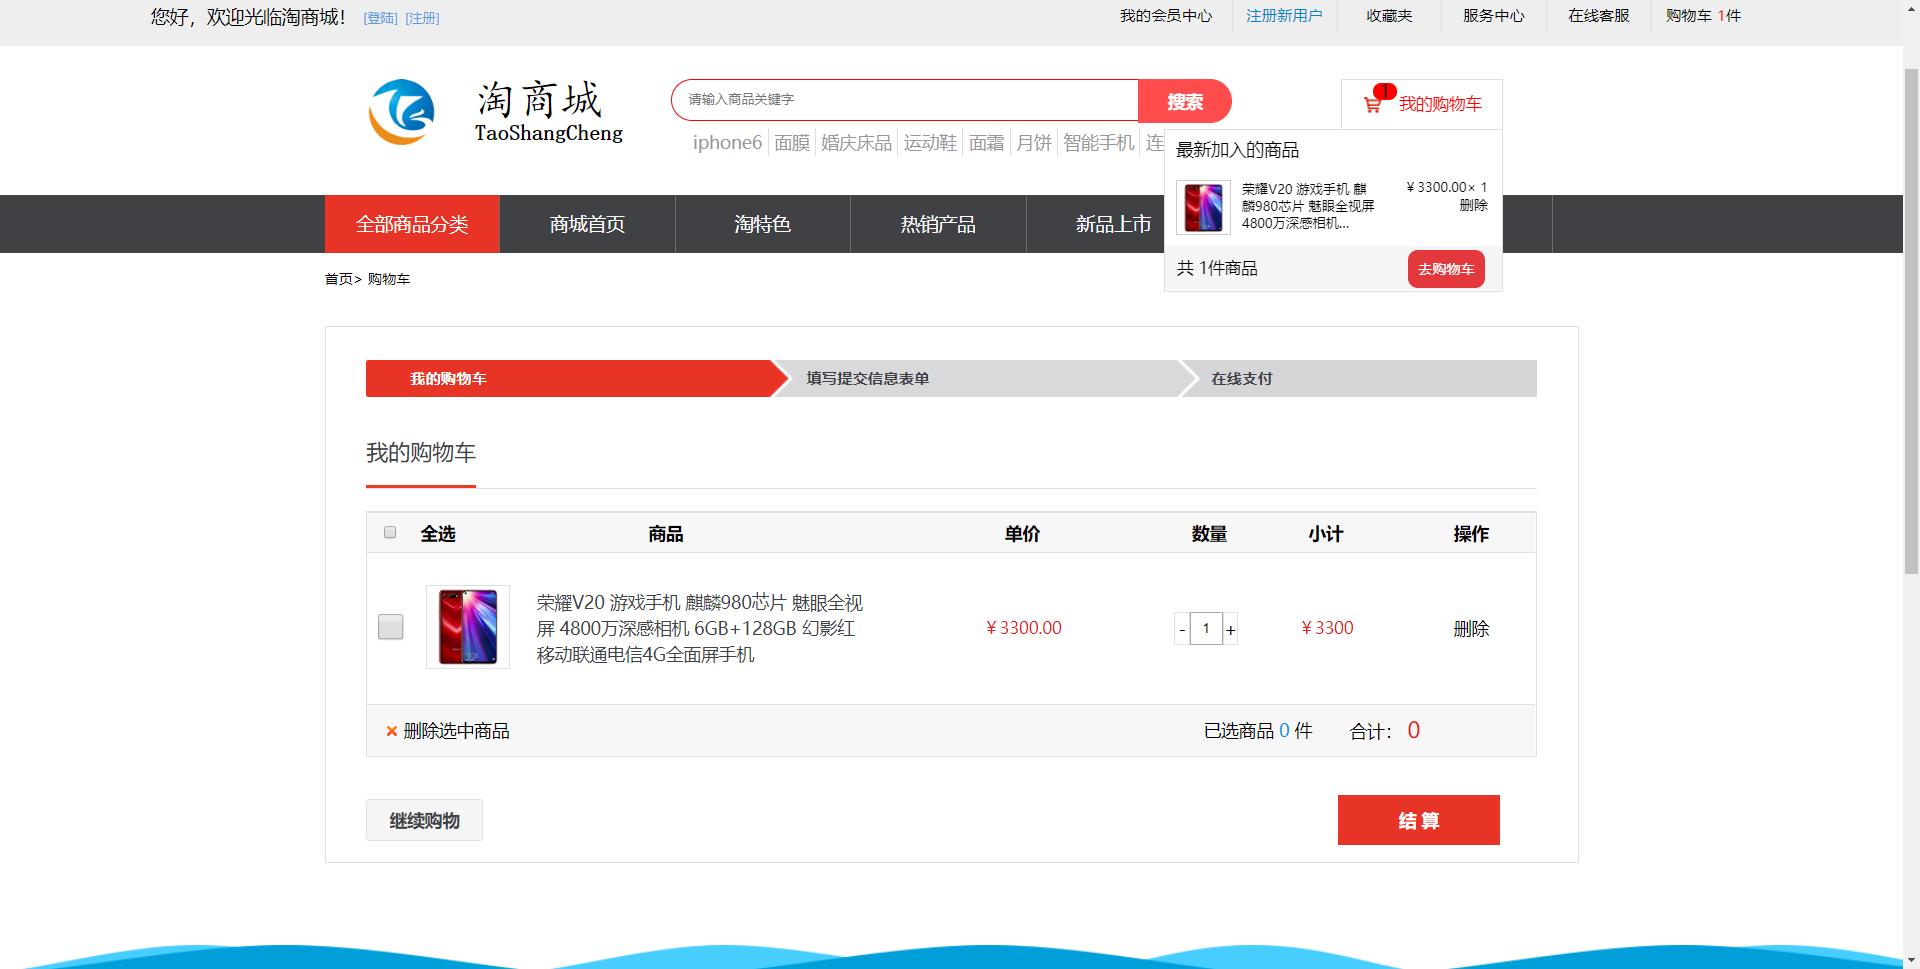 您好，欢迎光临淘商城！ [登陆] [注册]
我的会员中心 注册新用户 收藏夹 服务中心 在线客服 购物车 1件
淘商城
TaoShangCheng
请输入商品关键字
搜索
1
我的购物车
iphone6 面膜 婚庆床品 运动鞋 面霜 月饼 智能手机 连
最新加入的商品
荣耀V20 游戏手机 麒
麟980芯片 魅眼全视屏
4800万深感相机...
¥ 3300.00× 1
删除
共 1件商品
去购物车
全部商品分类 商城首页 淘特色 热销产品 新品上市
首页> 购物车
我的购物车 填写提交信息表单 在线支付
我的购物车
全选 商品 单价 数量 小计 操作
荣耀V20 游戏手机 麒麟980芯片 魅眼全视
屏 4800万深感相机 6GB+128GB 幻影红
移动联通电信4G全面屏手机
¥ 3300.00
- 1 +
¥ 3300
删除
× 删除选中商品
已选商品 0 件 合计： 0
继续购物
结 算